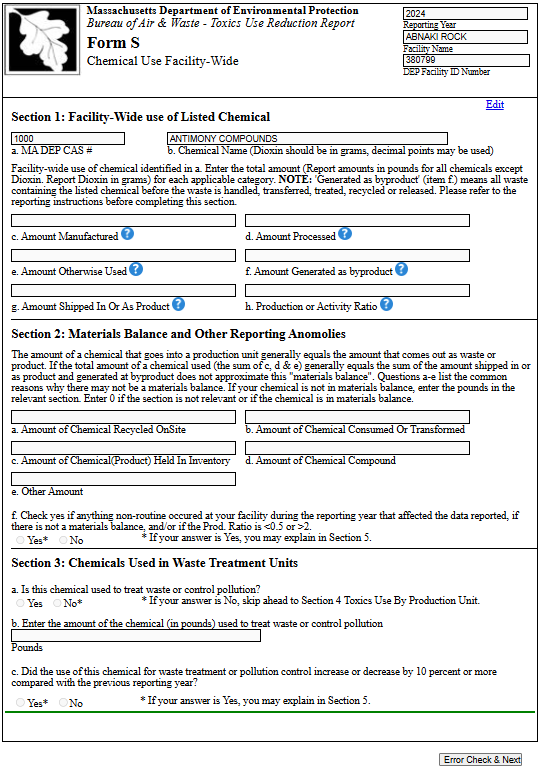 Massachusetts Department of Environmental Protection
Bureau of Air & Waste - Toxics Use Reduction Report
Form S
Chemical Use Facility-Wide
2024
Reporting Year
ABNAKI ROCK
Facility Name
380799
DEP Facility ID Number
Edit
Section 1: Facility-Wide use of Listed Chemical
1000
ANTIMONY COMPOUNDS
a. MA DEP CAS #
b. Chemical Name (Dioxin should be in grams, decimal points may be used)
Facility-wide use of chemical identified in a. Enter the total amount (Report amounts in pounds for all chemicals except
Dioxin. Report Dioxin in grams) for each applicable category. NOTE: 'Generated as byproduct' (item f.) means all waste
containing the listed chemical before the waste is handled, transferred, treated, recycled or released. Please refer to the
reporting instructions before completing this section.
c. Amount Manufactured ?
d. Amount Processed ?
e. Amount Otherwise Used ?
f. Amount Generated as byproduct ?
g. Amount Shipped In Or As Product ?
h. Production or Activity Ratio ?
Section 2: Materials Balance and Other Reporting Anomolies
The amount of a chemical that goes into a production unit generally equals the amount that comes out as waste or
product. If the total amount of a chemical used (the sum of c, d & e) generally equals the sum of the amount shipped in or
as product and generated at byproduct does not approximate this "materials balance". Questions a-e list the common
reasons why there may not be a materials balance. If your chemical is not in materials balance, enter the pounds in the
relevant section. Enter 0 if the section is not relevant or if the chemical is in materials balance.
a. Amount of Chemical Recycled OnSite
b. Amount of Chemical Consumed Or Transformed
c. Amount of Chemical(Product) Held In Inventory
d. Amount of Chemical Compound
e. Other Amount
f. Check yes if anything non-routine occured at your facility during the reporting year that affected the data reported, if
there is not a materials balance, and/or if the Prod. Ratio is <0.5 or >2.
Yes* No * If your answer is Yes, you may explain in Section 5.
Section 3: Chemicals Used in Waste Treatment Units
a. Is this chemical used to treat waste or control pollution?
Yes No* * If your answer is No, skip ahead to Section 4 Toxics Use By Production Unit.
b. Enter the amount of the chemical (in pounds) used to treat waste or control pollution
Pounds
c. Did the use of this chemical for waste treatment or pollution control increase or decrease by 10 percent or more
compared with the previous reporting year?
Yes* No * If your answer is Yes, you may explain in Section 5.
Error Check & Next